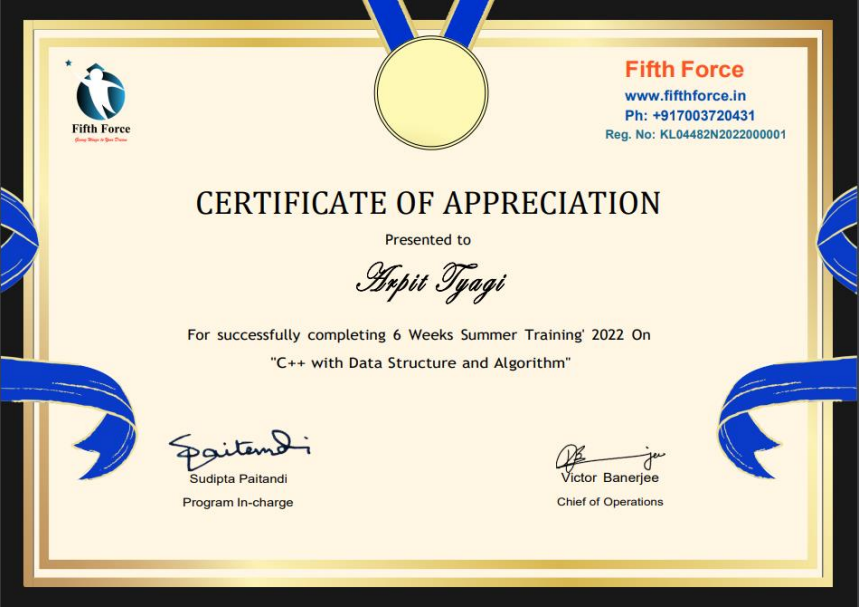 Fifth Force
Fifth Force
www.fifthforce.in
Ph: +917003720431
Reg. No: KL04482N2022000001
CERTIFICATE OF APPRECIATION
Presented to
Arpit Tyagi
For successfully completing 6 Weeks Summer Training' 2022 On
"C++ with Data Structure and Algorithm"
Spaitandi
Sudipta Paitandi
Program In-charge
Victor Banerjee
Chief of Operations